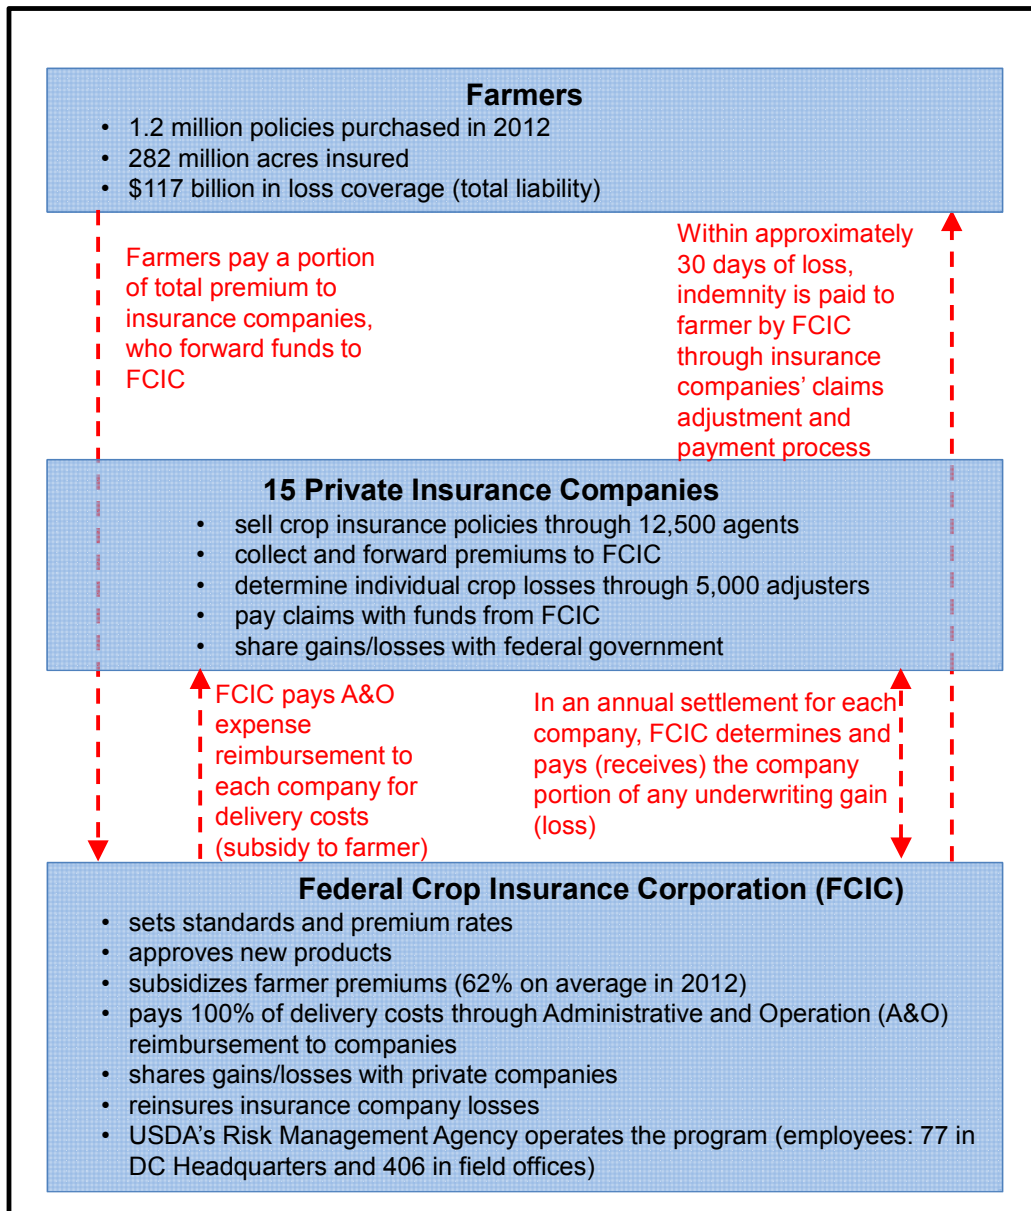 Farmers
• 1.2 million policies purchased in 2012
• 282 million acres insured
• $117 billion in loss coverage (total liability)
Farmers pay a portion
of total premium to
insurance companies,
who forward funds to
FCIC
Within approximately
30 days of loss,
indemnity is paid to
farmer by FCIC
through insurance
companies’ claims
adjustment and
payment process
15 Private Insurance Companies
• sell crop insurance policies through 12,500 agents
• collect and forward premiums to FCIC
• determine individual crop losses through 5,000 adjusters
• pay claims with funds from FCIC
• share gains/losses with federal government
FCIC pays A&O
expense
reimbursement to
each company for
delivery costs
(subsidy to farmer)
In an annual settlement for each
company, FCIC determines and
pays (receives) the company
portion of any underwriting gain
(loss)
Federal Crop Insurance Corporation (FCIC)
• sets standards and premium rates
• approves new products
• subsidizes farmer premiums (62% on average in 2012)
• pays 100% of delivery costs through Administrative and Operation (A&O)
reimbursement to companies
• shares gains/losses with private companies
• reinsures insurance company losses
• USDA’s Risk Management Agency operates the program (employees: 77 in
DC Headquarters and 406 in field offices)